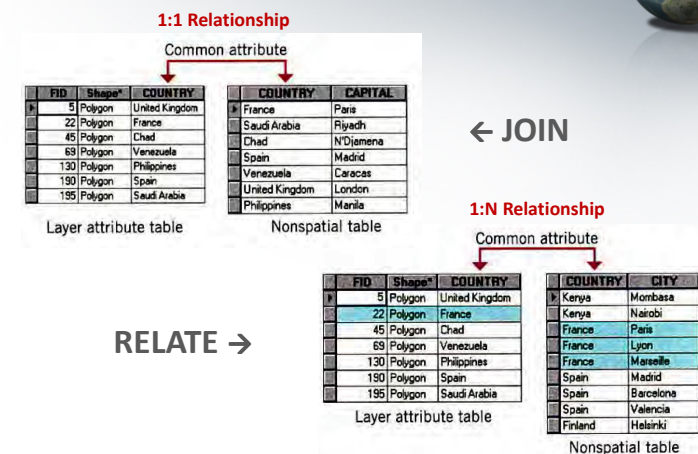 1:1 Relationship
Common attribute
FID Shape* COUNTRY
5 Polygon United Kingdom
22 Polygon France
45 Polygon Chad
69 Polygon Venezuela
130 Polygon Philippines
190 Polygon Spain
195 Polygon Saudi Arabia
Layer attribute table
COUNTRY CAPITAL
France Paris
Saudi Arabia Riyadh
Chad N'Djamena
Spain Madrid
Venezuela Caracas
United Kingdom London
Philippines Manila
Nonspatial table
← JOIN
1:N Relationship
Common attribute
RELATE →
FID Shape* COUNTRY
5 Polygon United Kingdom
22 Polygon France
45 Polygon Chad
69 Polygon Venezuela
130 Polygon Philippines
190 Polygon Spain
195 Polygon Saudi Arabia
Layer attribute table
COUNTRY CITY
Kenya Mombasa
Kenya Nairobi
France Paris
France Lyon
France Marseille
Spain Madrid
Spain Barcelona
Spain Valencia
Finland Helsinki
Nonspatial table